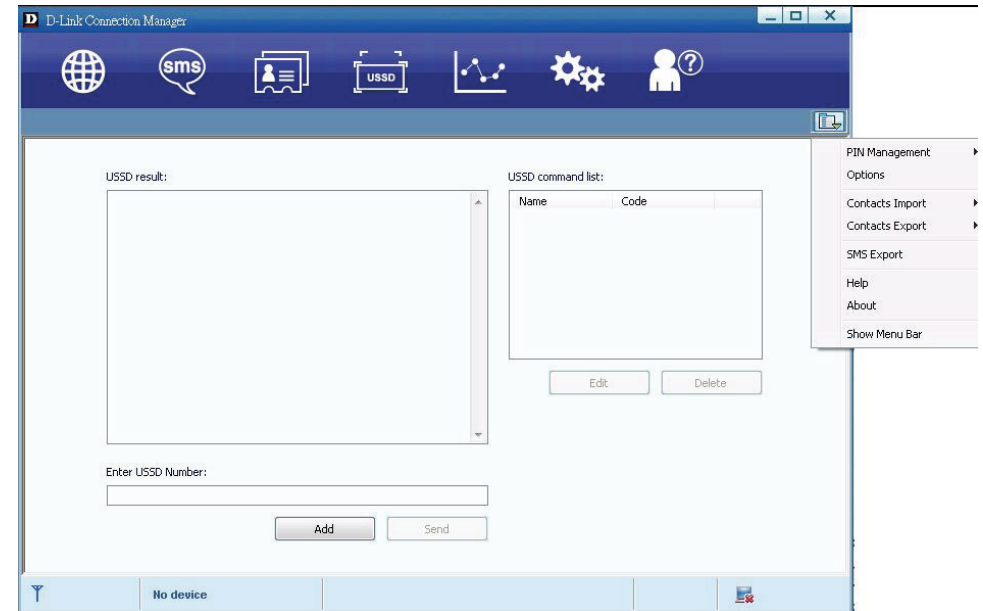 D D-Link Connection Manager
sms
USSD
PIN Management
Options
Contacts Import
Contacts Export
SMS Export
Help
About
Show Menu Bar
USSD result:
USSD command list:
Name Code
Edit Delete
Enter USSD Number:
Add Send
No device